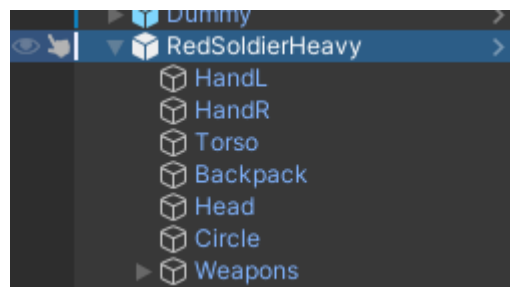 Dummy
RedSoldierHeavy
HandL
HandR
Torso
Backpack
Head
Circle
Weapons